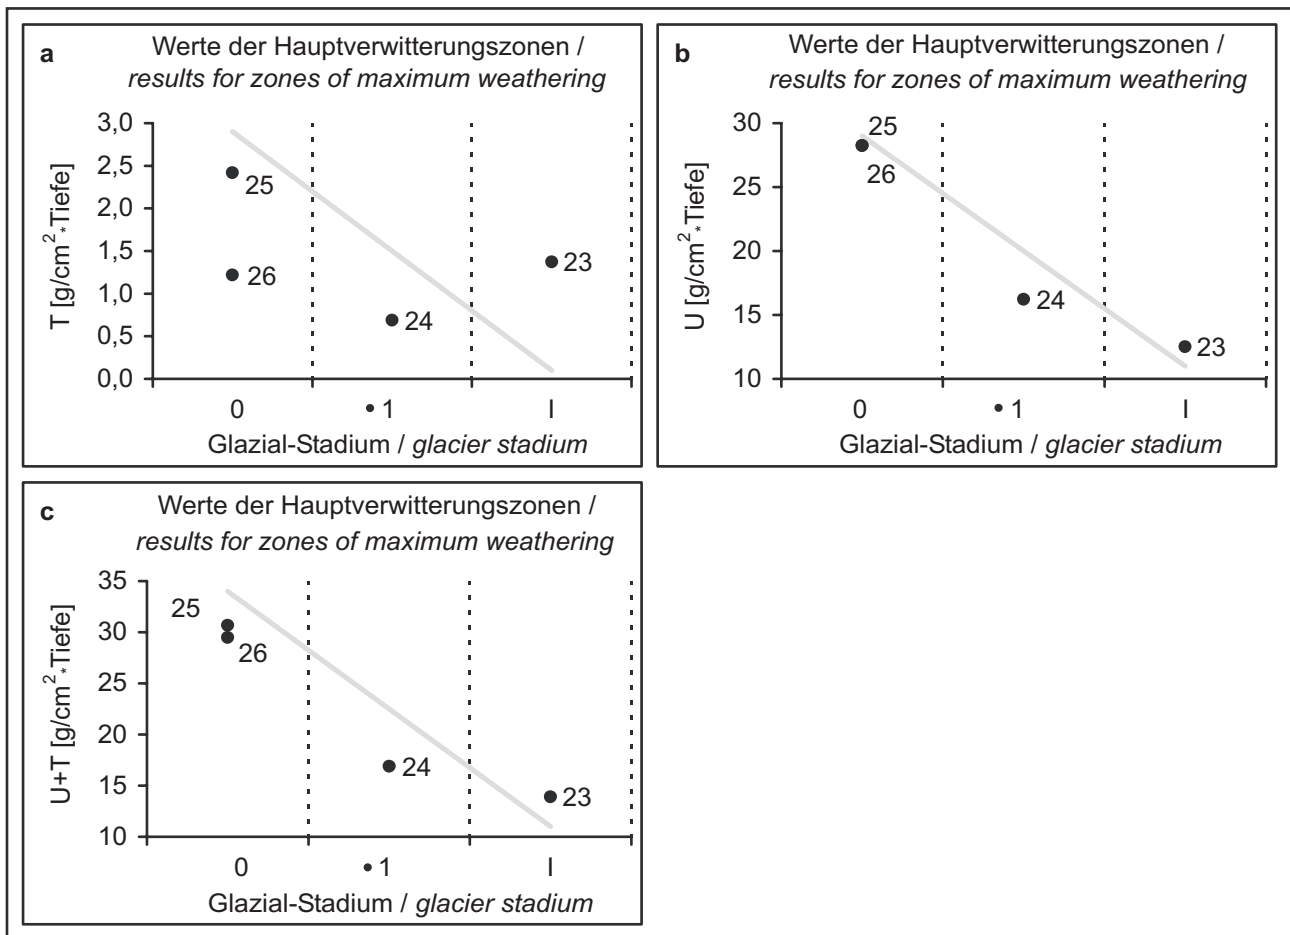 a
Werte der Hauptverwitterungszonen /
results for zones of maximum weathering
T [g/cm²*Tiefe]
3,0
2,5
2,0
1,5
1,0
0,5
0,0
25
26
24
23
0 • 1 I
Glazial-Stadium / glacier stadium
b
Werte der Hauptverwitterungszonen /
results for zones of maximum weathering
U [g/cm²*Tiefe]
30
25
20
15
10
25
26
24
23
0 • 1 I
Glazial-Stadium / glacier stadium
c
Werte der Hauptverwitterungszonen /
results for zones of maximum weathering
U+T [g/cm²*Tiefe]
35
30
25
20
15
10
25
26
24
23
0 • 1 I
Glazial-Stadium / glacier stadium